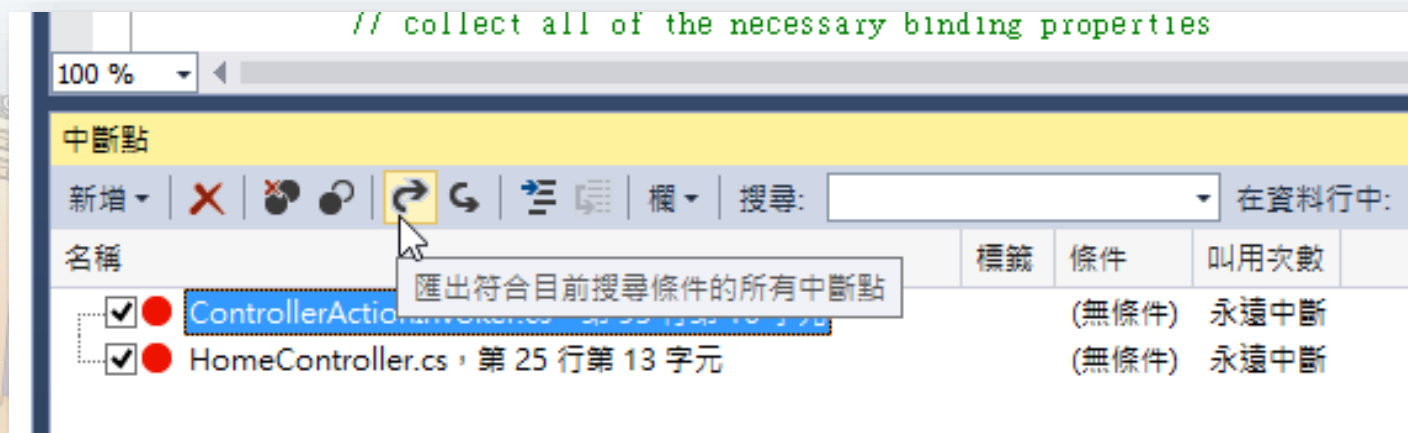 // collect all of the necessary binding properties
100 %
中斷點
新增 欄 搜尋: 在資料行中:
名稱 標籤 條件 叫用次數
匯出符合目前搜尋條件的所有中斷點
ControllerActionInvoker.cs (無條件) 永遠中斷
HomeController.cs，第 25 行第 13 字元 (無條件) 永遠中斷